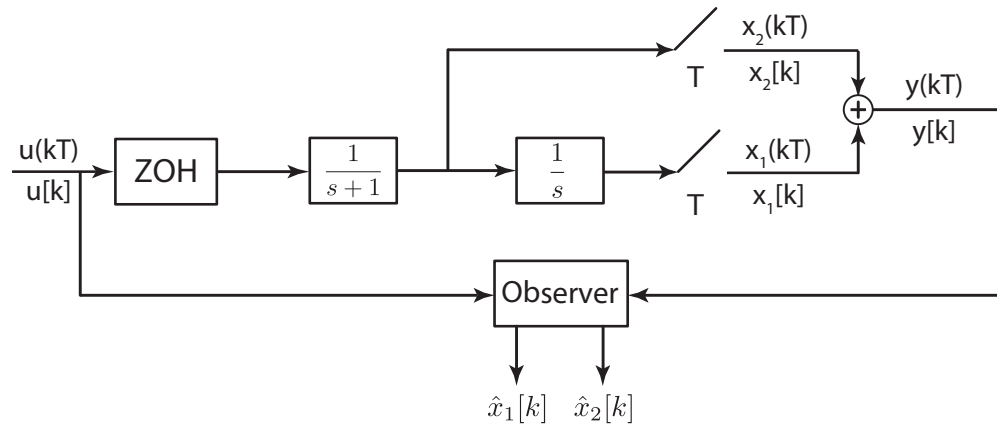 x₂(kT)
T
x₂[k]
y(kT)
y[k]
u(kT)
u[k]
ZOH
1
s + 1
1
s
x₁(kT)
T
x₁[k]
+
Observer
x̂₁[k] x̂₂[k]